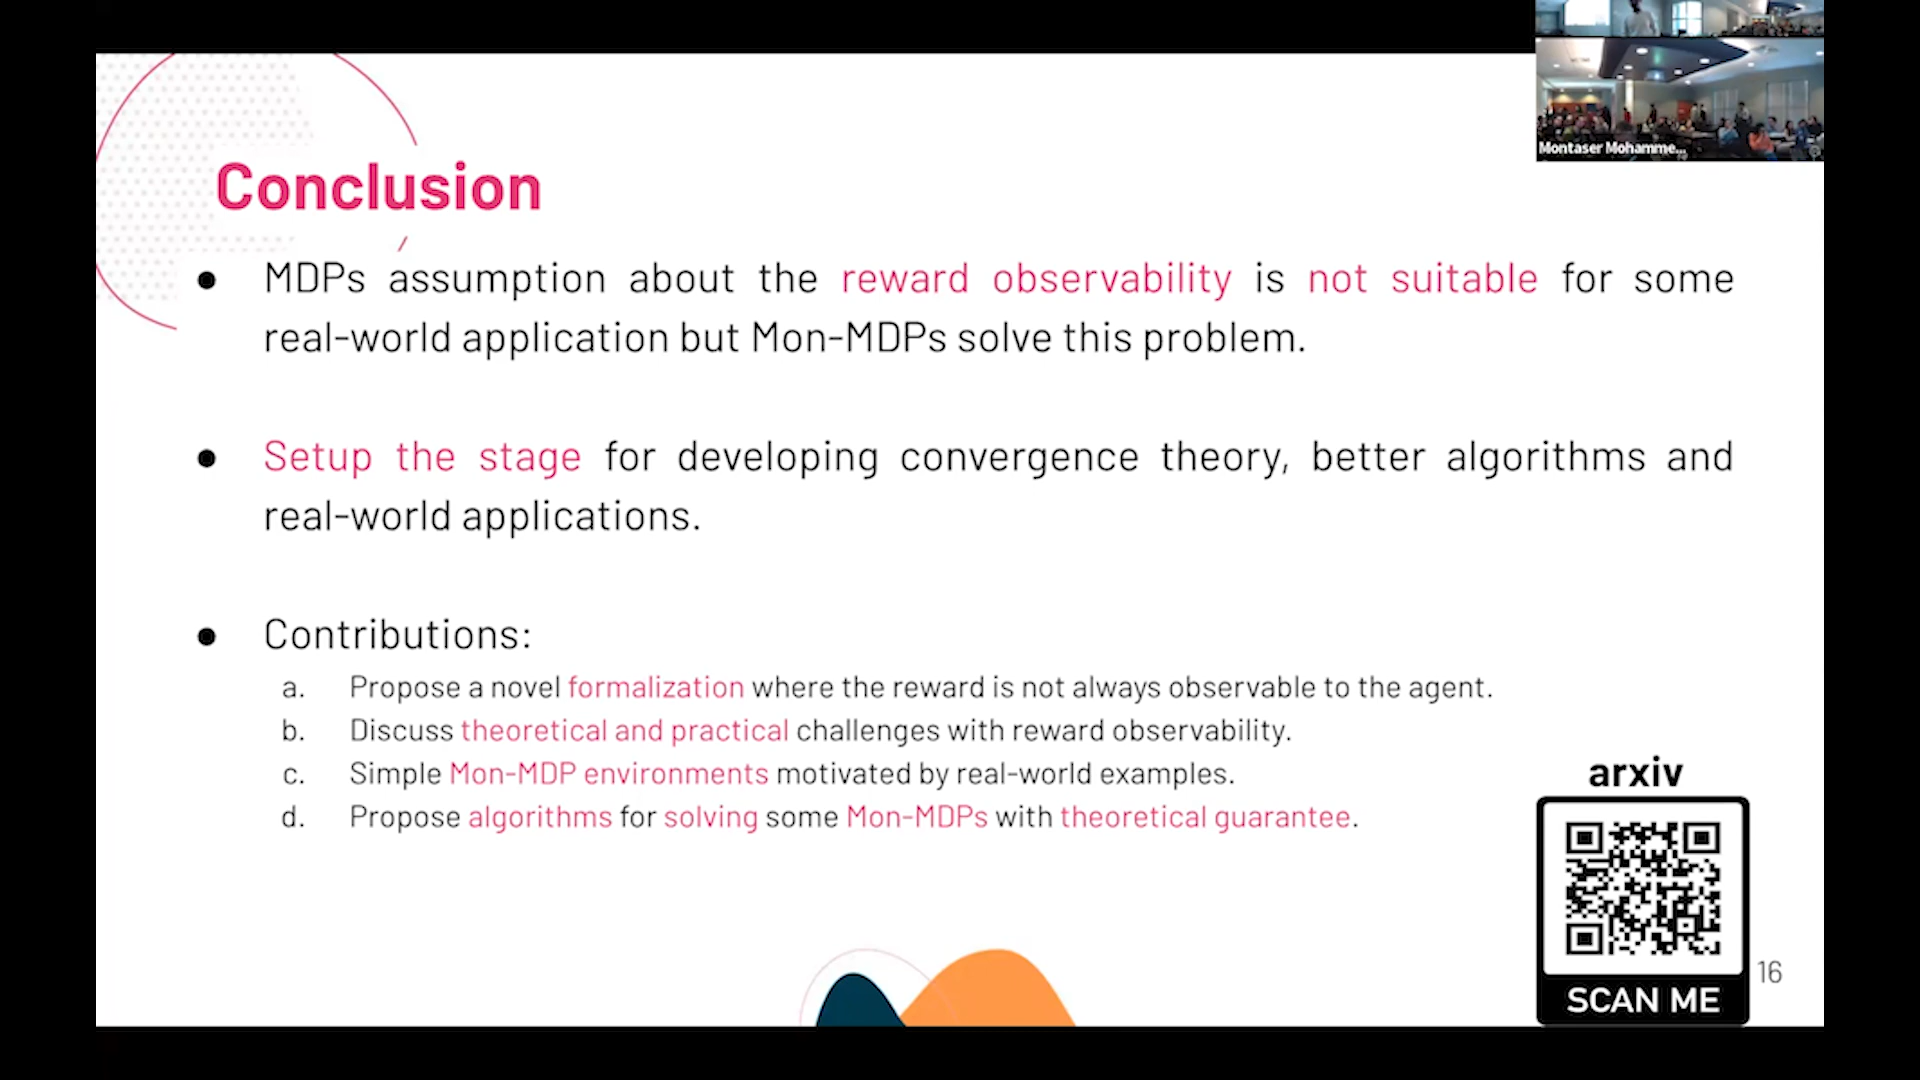 Montaser Mohamme...
Conclusion
● MDPs assumption about the reward observability is not suitable for some
real-world application but Mon-MDPs solve this problem.
● Setup the stage for developing convergence theory, better algorithms and
real-world applications.
● Contributions:
a. Propose a novel formalization where the reward is not always observable to the agent.
b. Discuss theoretical and practical challenges with reward observability.
c. Simple Mon-MDP environments motivated by real-world examples.
d. Propose algorithms for solving some Mon-MDPs with theoretical guarantee.
arxiv
SCAN ME
16